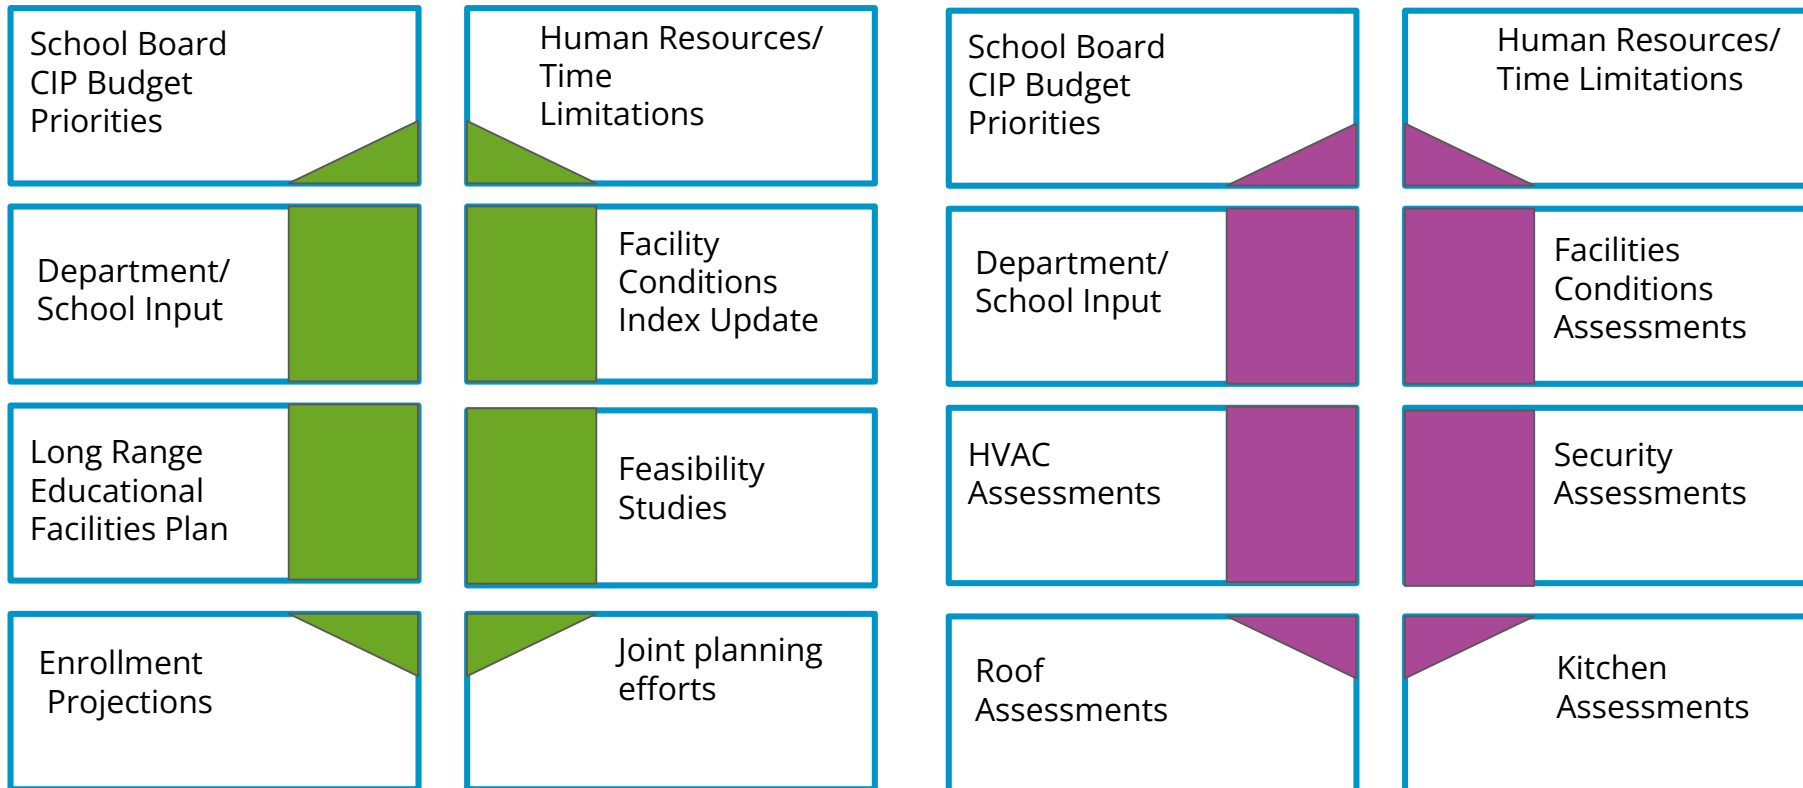 School Board
CIP Budget
Priorities
Human Resources/
Time
Limitations
Department/
School Input
Facility
Conditions
Index Update
Long Range
Educational
Facilities Plan
Feasibility
Studies
Enrollment
Projections
Joint planning
efforts
School Board
CIP Budget
Priorities
Human Resources/
Time Limitations
Department/
School Input
Facilities
Conditions
Assessments
HVAC
Assessments
Security
Assessments
Roof
Assessments
Kitchen
Assessments